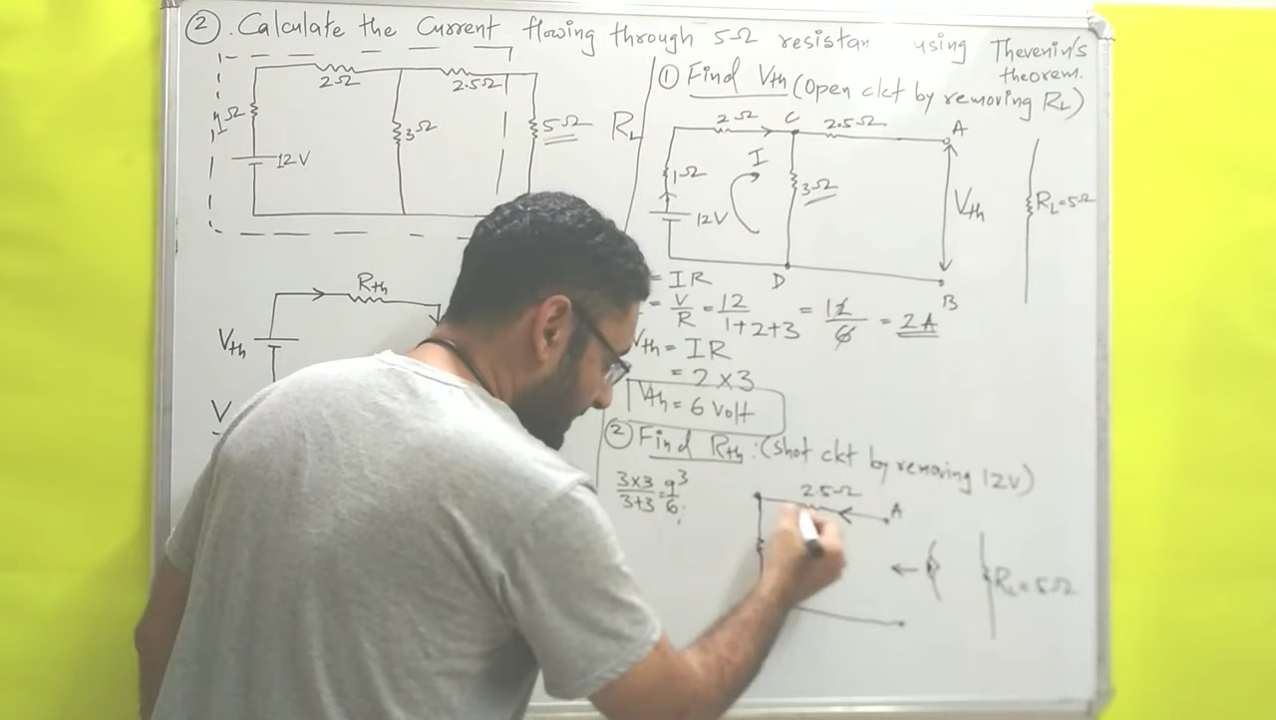 ② . Calculate the Current flowing through 5Ω resistan using Thevenin's
theorem.
2Ω
2.5Ω
1Ω
3Ω
5Ω RL
12V
Rth
Vth
V
① Find Vth (Open ckt by removing RL)
2Ω C 2.5Ω A
I
1Ω
3Ω
12V
Vth
RL=5Ω
D
B
= IR
= V/R = 12/1+2+3 = 12/6 = 2A
Vth = IR
= 2×3
Vth = 6 Volt
② Find Rth : (Shot ckt by removing 12V)
3×3/3+3 = 9/6 3
2.5Ω
A
RL=5Ω